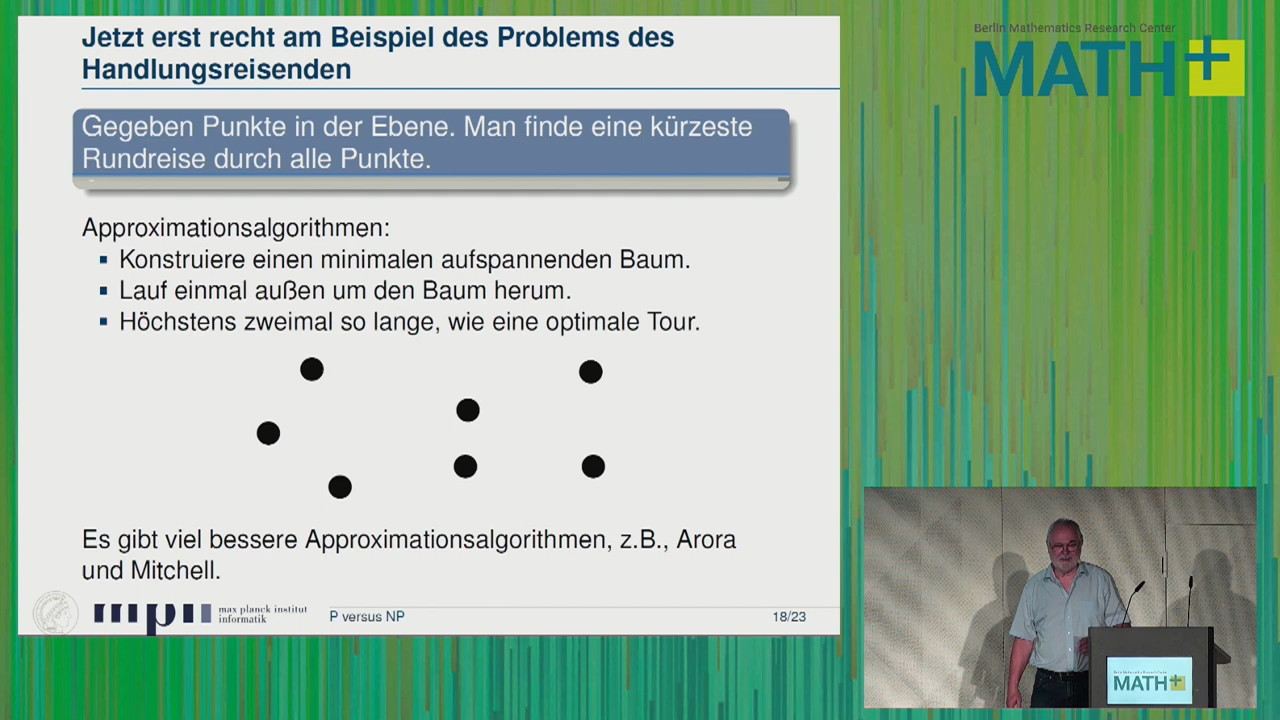 Jetzt erst recht am Beispiel des Problems des
Handlungsreisenden
Gegeben Punkte in der Ebene. Man finde eine kürzeste
Rundreise durch alle Punkte.
Approximationsalgorithmen:
Konstruiere einen minimalen aufspannenden Baum.
Lauf einmal außen um den Baum herum.
Höchstens zweimal so lange, wie eine optimale Tour.
Es gibt viel bessere Approximationsalgorithmen, z.B., Arora
und Mitchell.
mpii
max planck institut
informatik
P versus NP
18/23
Berlin Mathematics Research Center
MATH+
MATH+